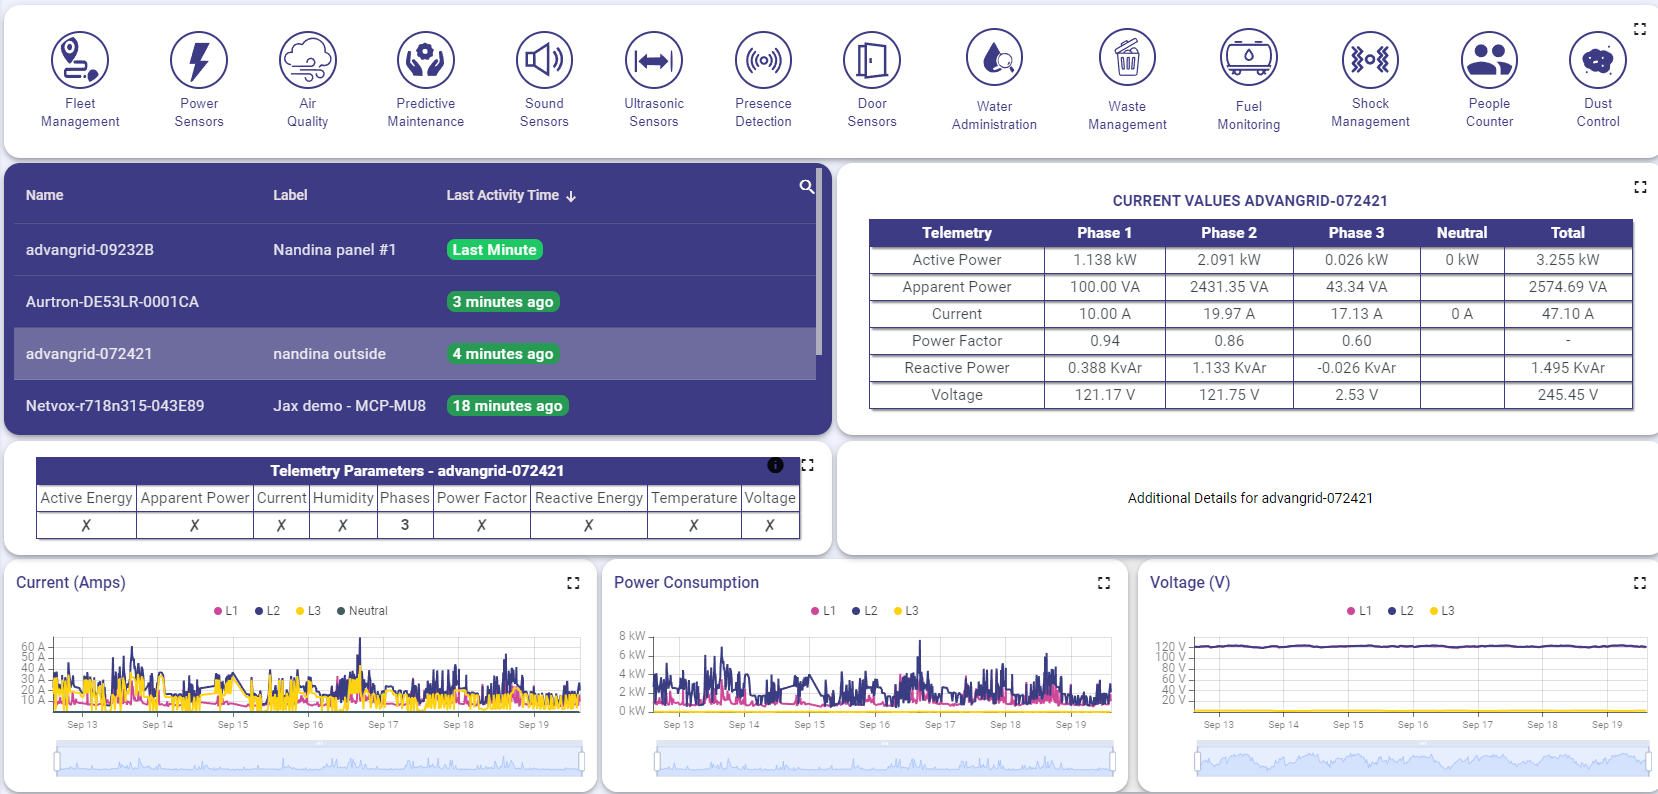 Fleet Management
Power Sensors
Air Quality
Predictive Maintenance
Sound Sensors
Ultrasonic Sensors
Presence Detection
Door Sensors
Water Administration
Waste Management
Fuel Monitoring
Shock Management
People Counter
Dust Control
Name Label Last Activity Time
advangrid-09232B Nandina panel #1 Last Minute
Aurtron-DE53LR-0001CA 3 minutes ago
advangrid-072421 nandina outside 4 minutes ago
Netvox-r718n315-043E89 Jax demo - MCP-MU8 18 minutes ago
CURRENT VALUES ADVANGRID-072421
Telemetry Phase 1 Phase 2 Phase 3 Neutral Total
Active Power 1.138 kW 2.091 kW 0.026 kW 0 kW 3.255 kW
Apparent Power 100.00 VA 2431.35 VA 43.34 VA 2574.69 VA
Current 10.00 A 19.97 A 17.13 A 0 A 47.10 A
Power Factor 0.94 0.86 0.60 -
Reactive Power 0.388 KvAr 1.133 KvAr -0.026 KvAr 1.495 KvAr
Voltage 121.17 V 121.75 V 2.53 V 245.45 V
Telemetry Parameters - advangrid-072421
Active Energy Apparent Power Current Humidity Phases Power Factor Reactive Energy Temperature Voltage
✗ ✗ ✗ ✗ 3 ✗ ✗ ✗ ✗
Additional Details for advangrid-072421
Current (Amps)
L1 L2 L3 Neutral
60 A
50 A
40 A
30 A
20 A
10 A
Sep 13 Sep 14 Sep 15 Sep 16 Sep 17 Sep 18 Sep 19
Power Consumption
L1 L2 L3
8 kW
6 kW
4 kW
2 kW
0 kW
Sep 13 Sep 14 Sep 15 Sep 16 Sep 17 Sep 18 Sep 19
Voltage (V)
L1 L2 L3
120 V
100 V
80 V
60 V
40 V
20 V
Sep 13 Sep 14 Sep 15 Sep 16 Sep 17 Sep 18 Sep 19